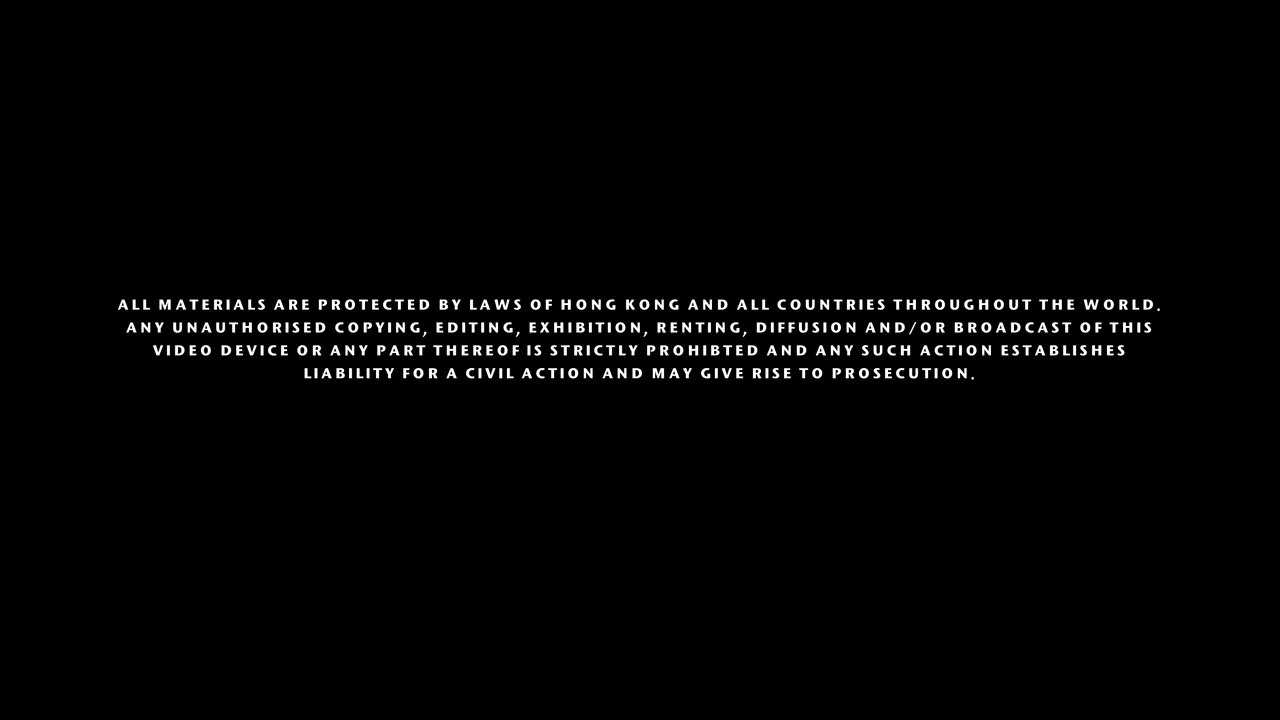 ALL MATERIALS ARE PROTECTED BY LAWS OF HONG KONG AND ALL COUNTRIES THROUGHOUT THE WORLD.
ANY UNAUTHORISED COPYING, EDITING, EXHIBITION, RENTING, DIFFUSION AND/OR BROADCAST OF THIS
VIDEO DEVICE OR ANY PART THEREOF IS STRICTLY PROHIBTED AND ANY SUCH ACTION ESTABLISHES
LIABILITY FOR A CIVIL ACTION AND MAY GIVE RISE TO PROSECUTION.